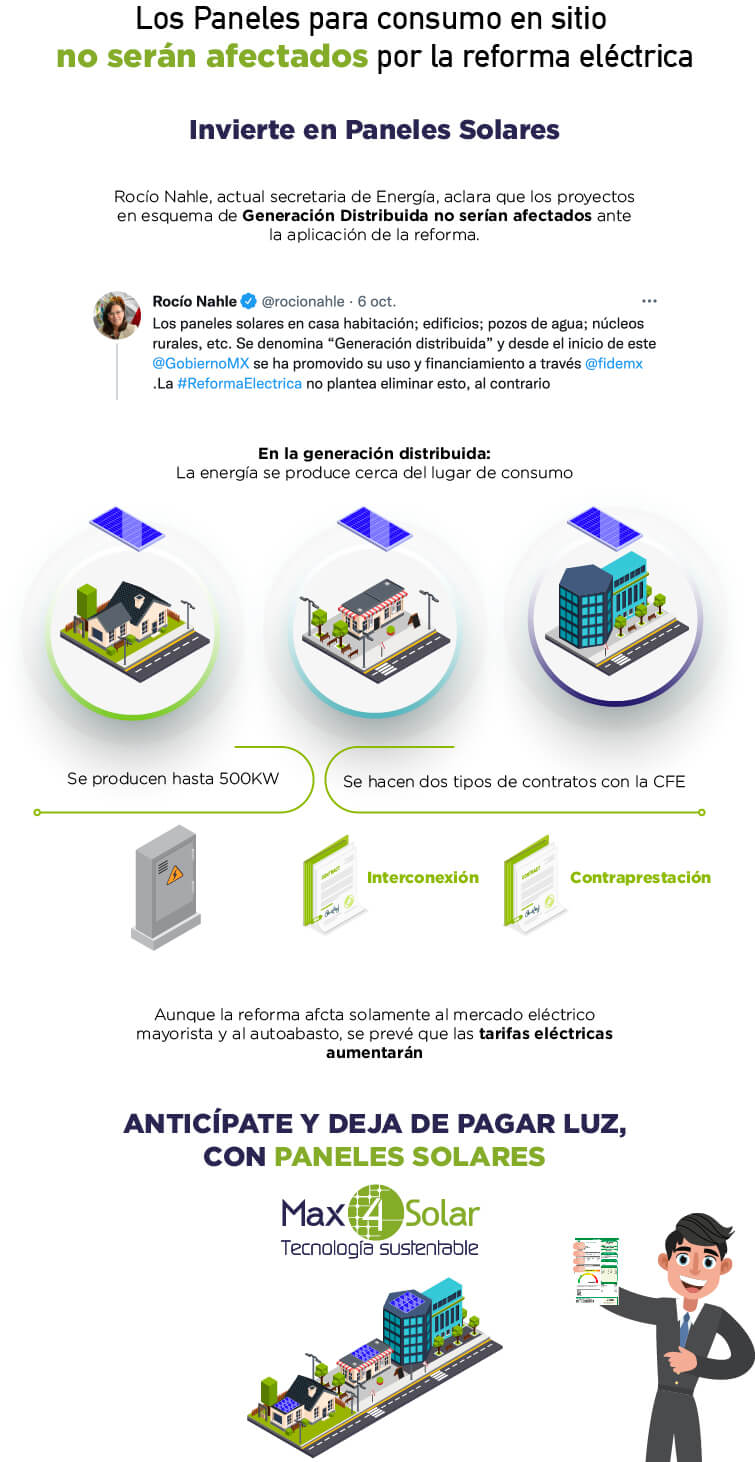 Los Paneles para consumo en sitio
no serán afectados por la reforma eléctrica
Invierte en Paneles Solares
Rocío Nahle, actual secretaria de Energía, aclara que los proyectos
en esquema de Generación Distribuida no serían afectados ante
la aplicación de la reforma.
Rocío Nahle @rocionahle · 6 oct.
Los paneles solares en casa habitación; edificios; pozos de agua; núcleos
rurales, etc. Se denomina “Generación distribuida” y desde el inicio de este
@GobiernoMX se ha promovido su uso y financiamiento a través @fidemx
.La #ReformaElectrica no plantea eliminar esto, al contrario
En la generación distribuida:
La energía se produce cerca del lugar de consumo
Se producen hasta 500KW
Se hacen dos tipos de contratos con la CFE
CONTRACT
Interconexión
CONTRACT
Contraprestación
Aunque la reforma afcta solamente al mercado eléctrico
mayorista y al autoabasto, se prevé que las tarifas eléctricas
aumentarán
ANTICÍPATE Y DEJA DE PAGAR LUZ,
CON PANELES SOLARES
Max4Solar
Tecnología sustentable